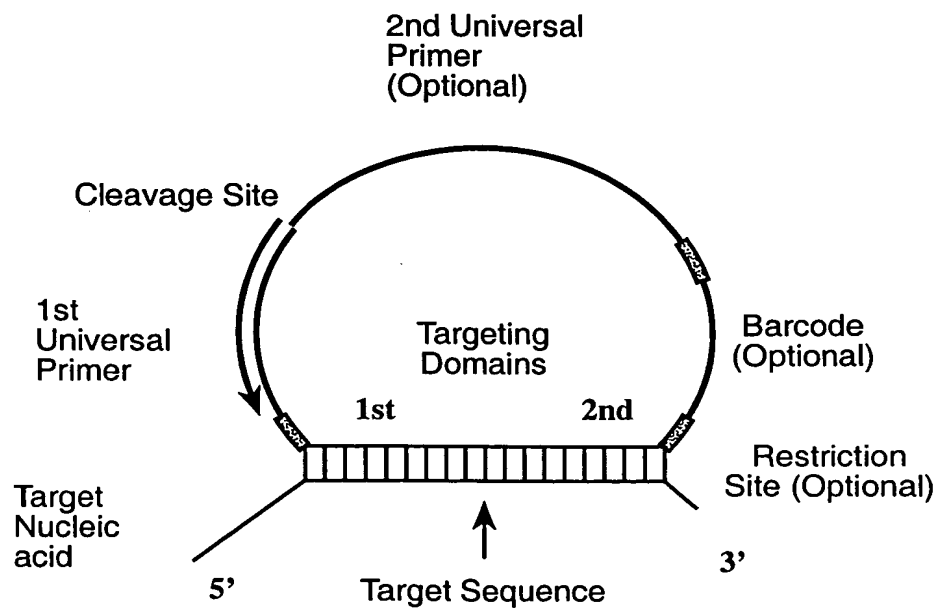 2nd Universal
Primer
(Optional)
Cleavage Site
1st
Universal
Primer
Targeting
Domains
1st
2nd
Barcode
(Optional)
Restriction
Site (Optional)
Target
Nucleic
acid
5’
3’
Target Sequence